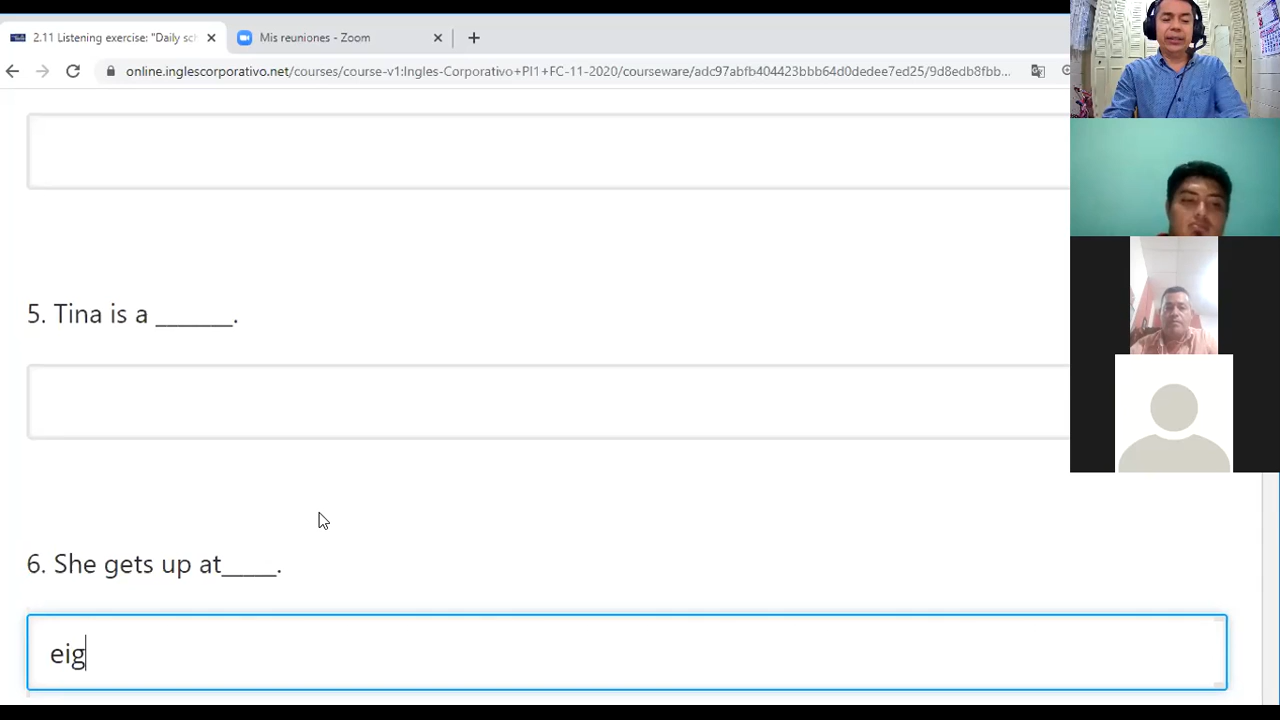 2.11 Listening exercise: "Daily sch
Mis reuniones - Zoom
online.inglescorporativo.net/courses/course-v1:Ingles-Corporativo+PI1+FC-11-2020/courseware/adc97abfb404423bbb64d0dedee7ed25/9d8edb8fbb...
5. Tina is a _______.
6. She gets up at_____.
eig